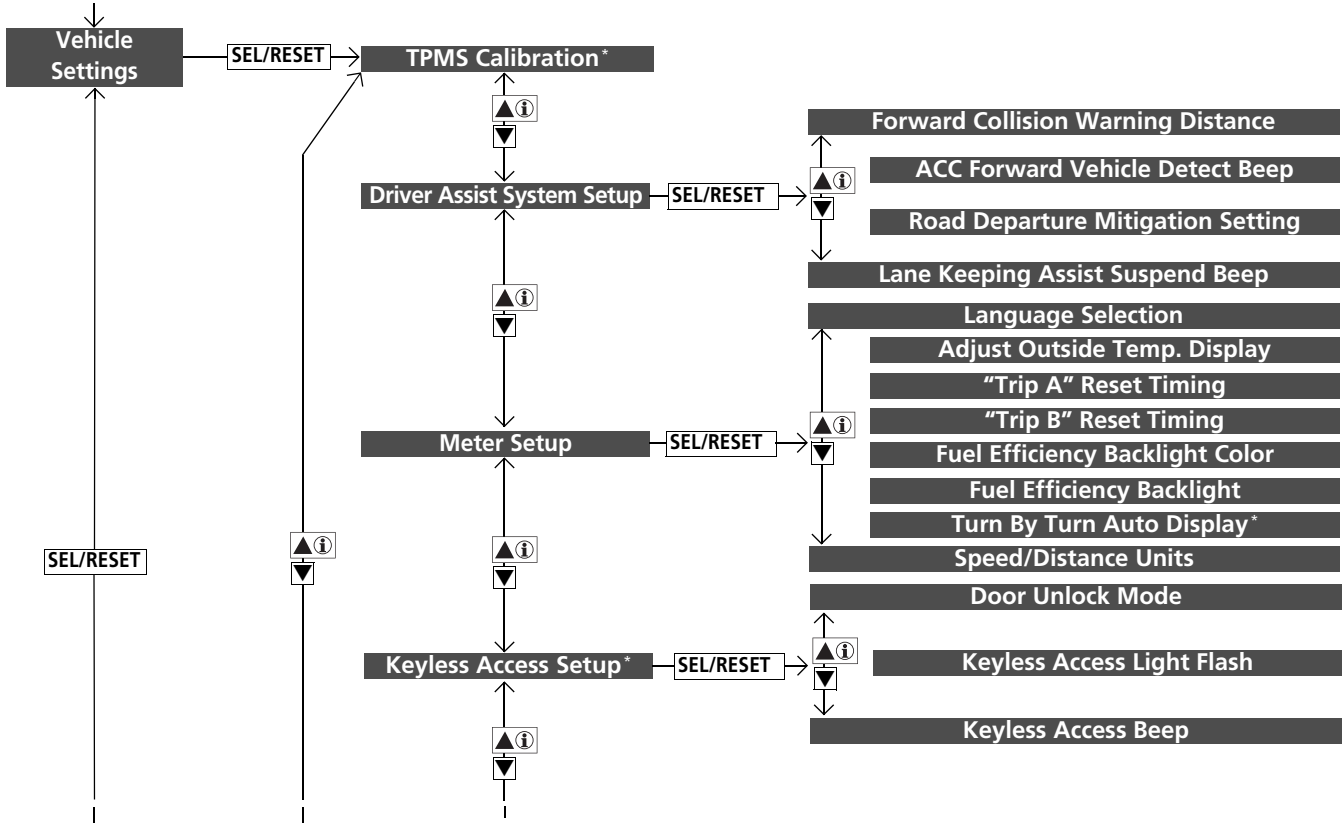 Vehicle
Settings
SEL/RESET
TPMS Calibration*
Forward Collision Warning Distance
ACC Forward Vehicle Detect Beep
Driver Assist System Setup
SEL/RESET
Road Departure Mitigation Setting
Lane Keeping Assist Suspend Beep
Language Selection
Adjust Outside Temp. Display
“Trip A” Reset Timing
“Trip B” Reset Timing
Meter Setup
SEL/RESET
Fuel Efficiency Backlight Color
Fuel Efficiency Backlight
Turn By Turn Auto Display*
SEL/RESET
Speed/Distance Units
Door Unlock Mode
Keyless Access Setup*
SEL/RESET
Keyless Access Light Flash
Keyless Access Beep